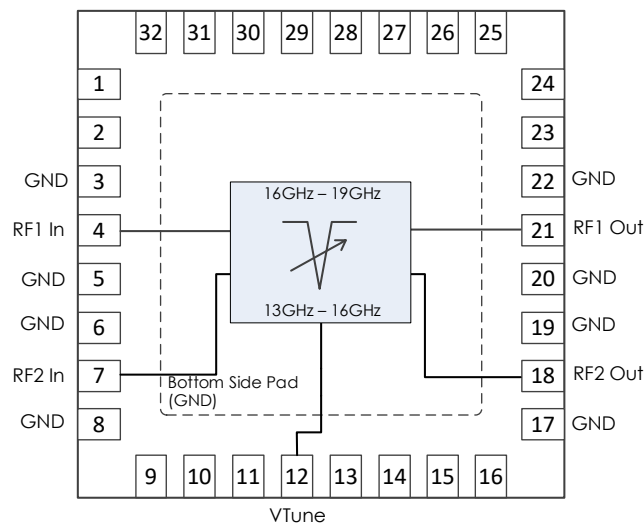 32 31 30 29 28 27 26 25
1 24
2 23
GND 3 22 GND
16GHz – 19GHz
RF1 In 4 21 RF1 Out
GND 5 20 GND
13GHz – 16GHz
GND 6 19 GND
RF2 In 7 18 RF2 Out
Bottom Side Pad
(GND)
GND 8 17 GND
9 10 11 12 13 14 15 16
VTune